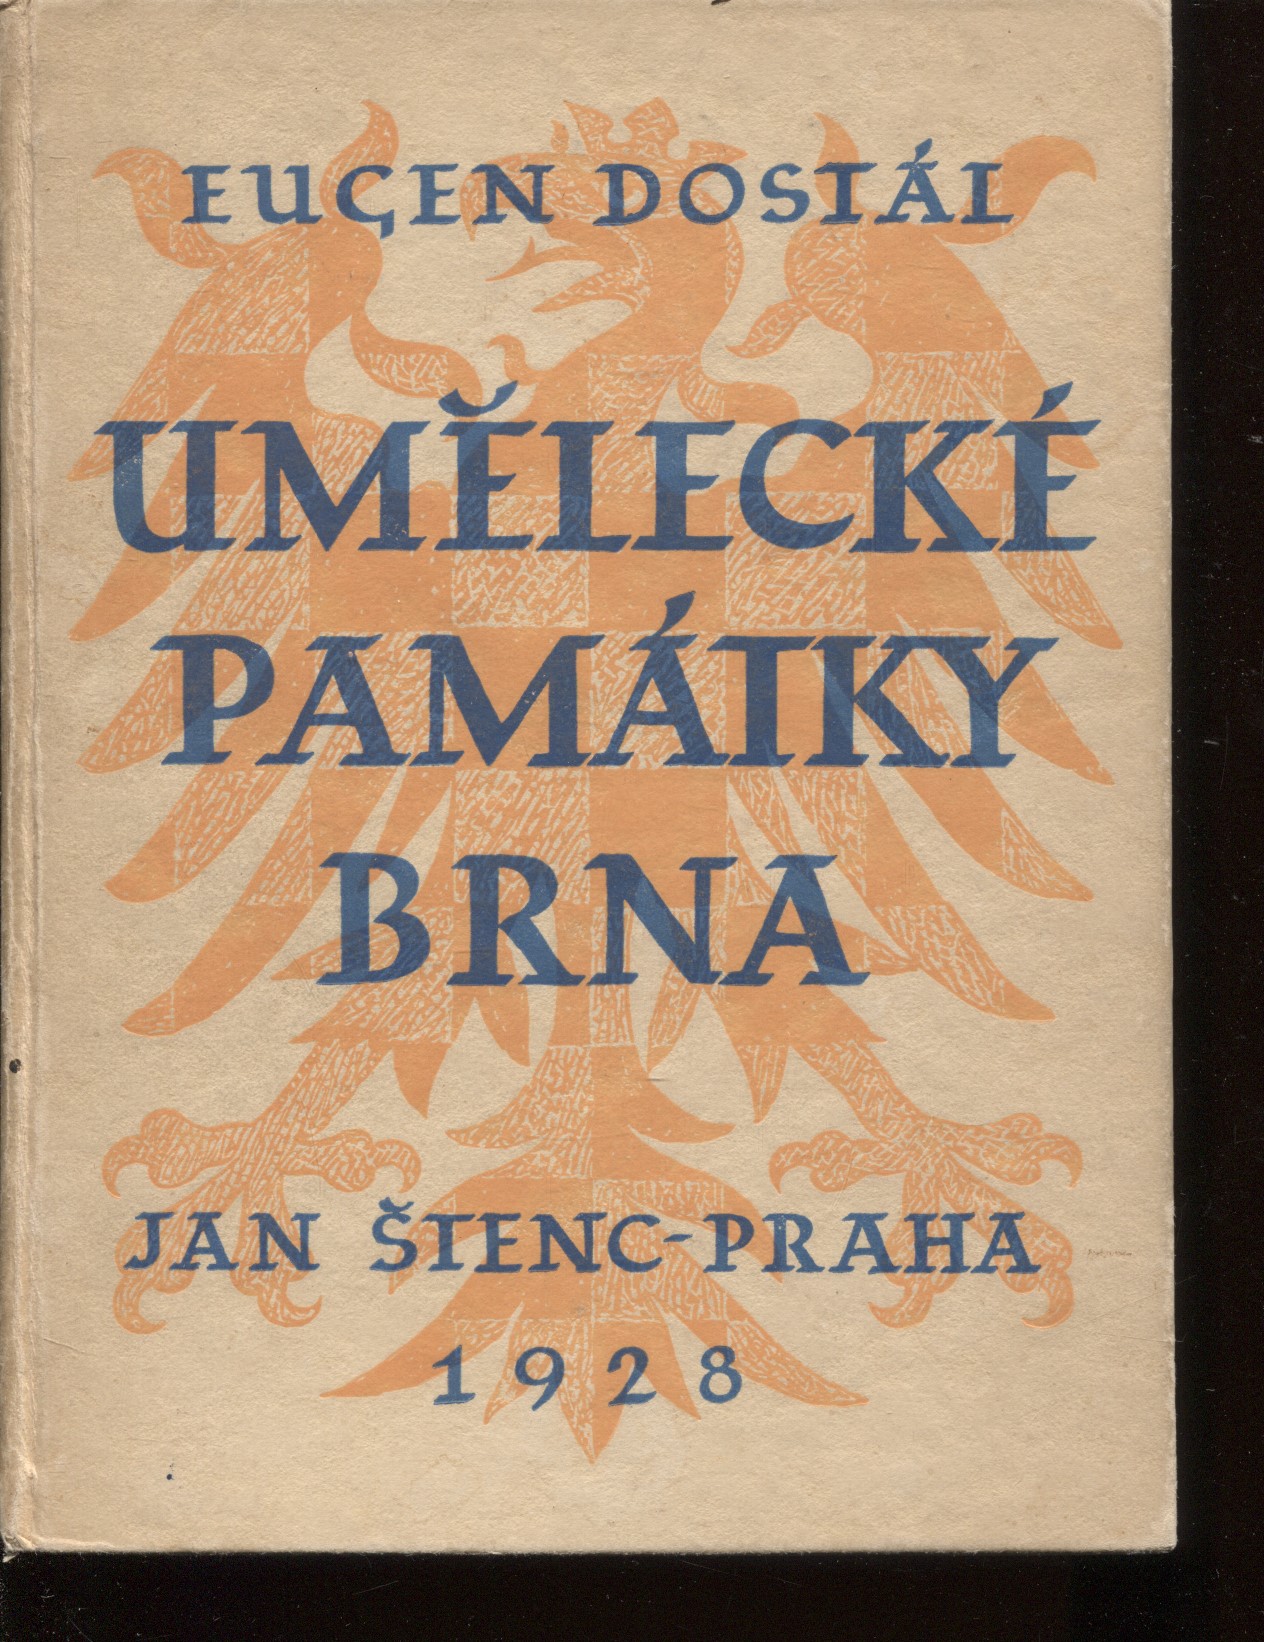 EUGEN DOSTÁL
UMĚLECKÉ
PAMÁTKY
BRNA
JAN ŠTENC-PRAHA
1928